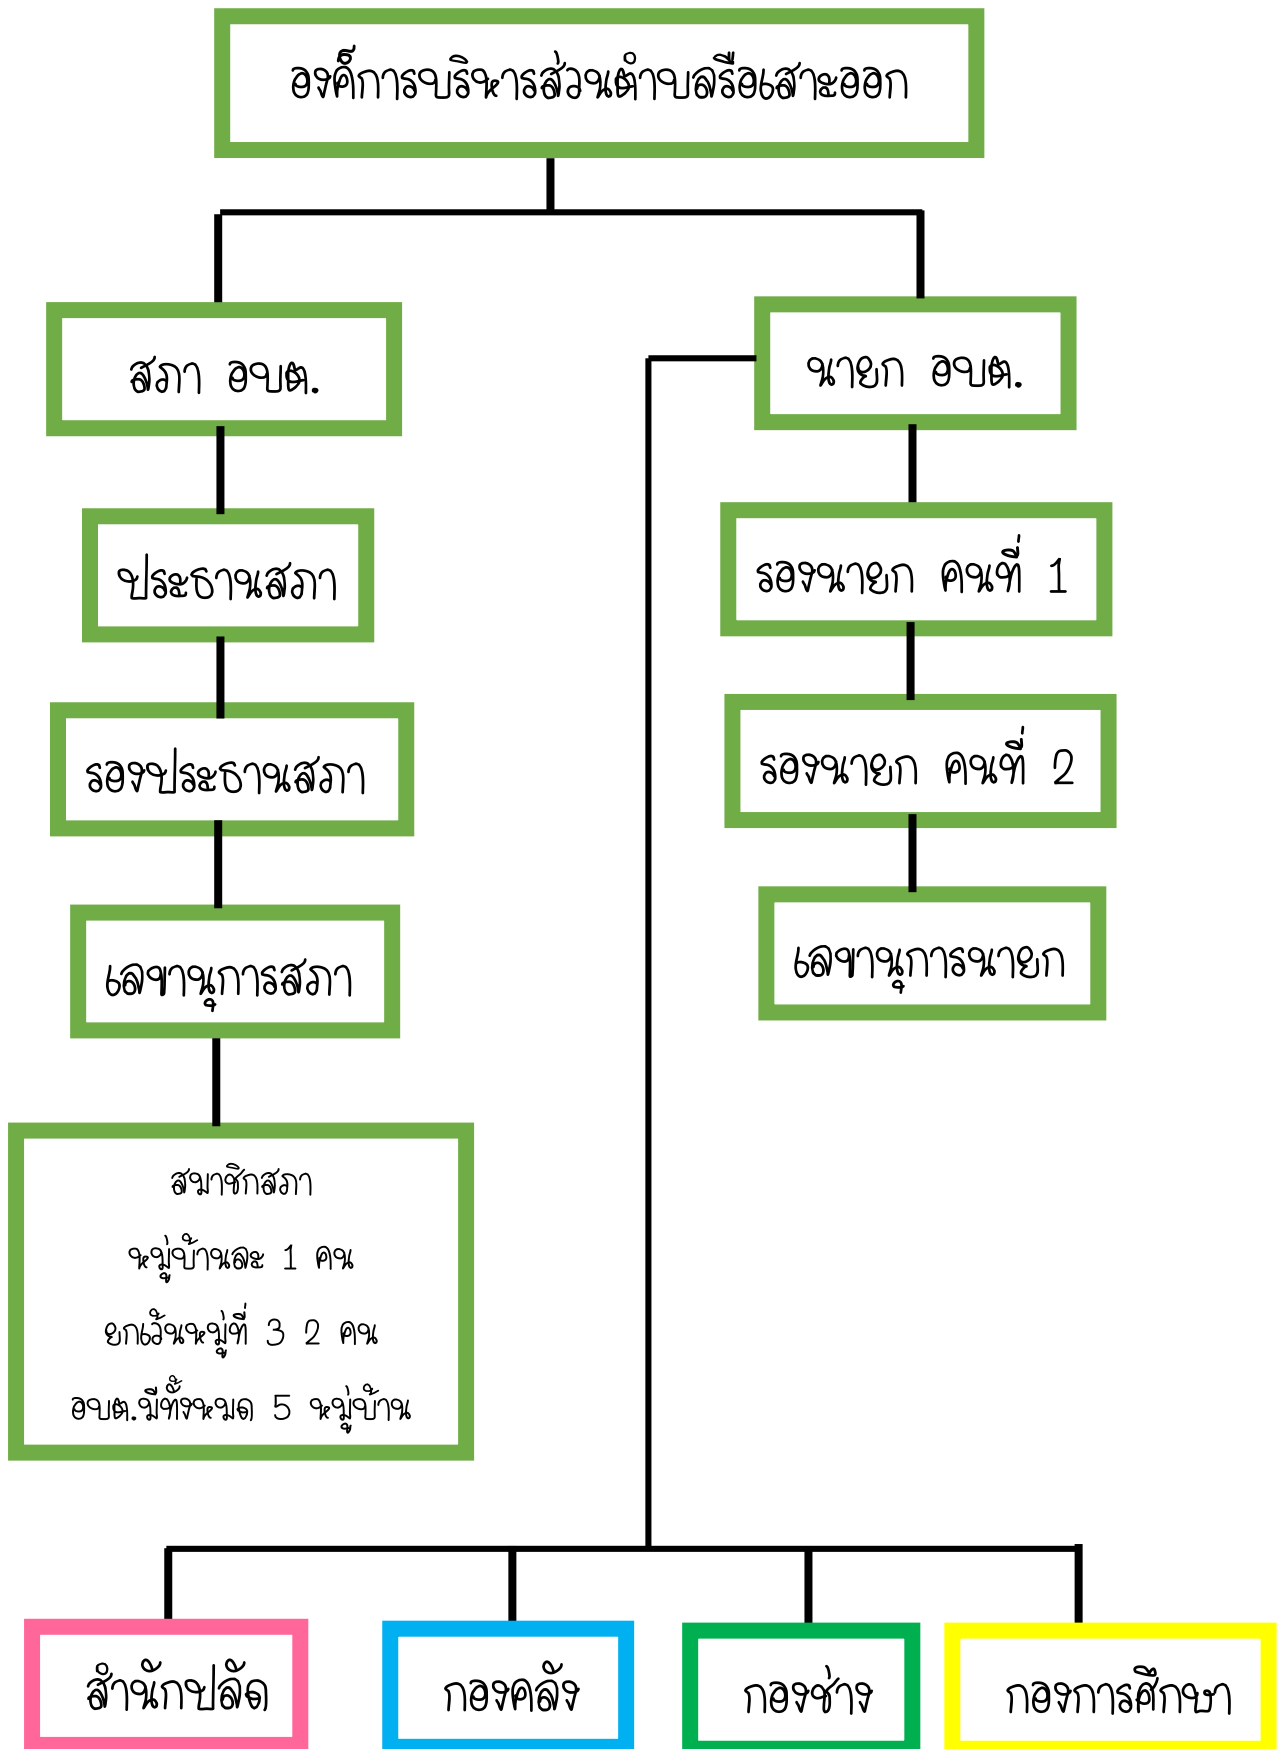 องค์การบริหารส่วนตำบลรือเสาะออก
สภา อบต.
นายก อบต.
ประธานสภา
รองนายก คนที่ 1
รองประธานสภา
รองนายก คนที่ 2
เลขานุการสภา
เลขานุการนายก
สมาชิกสภา
หมู่บ้านละ 1 คน
ยกเว้นหมู่ที่ 3 2 คน
อบต.มีทั้งหมด 5 หมู่บ้าน
สำนักปลัด
กองคลัง
กองช่าง
กองการศึกษา